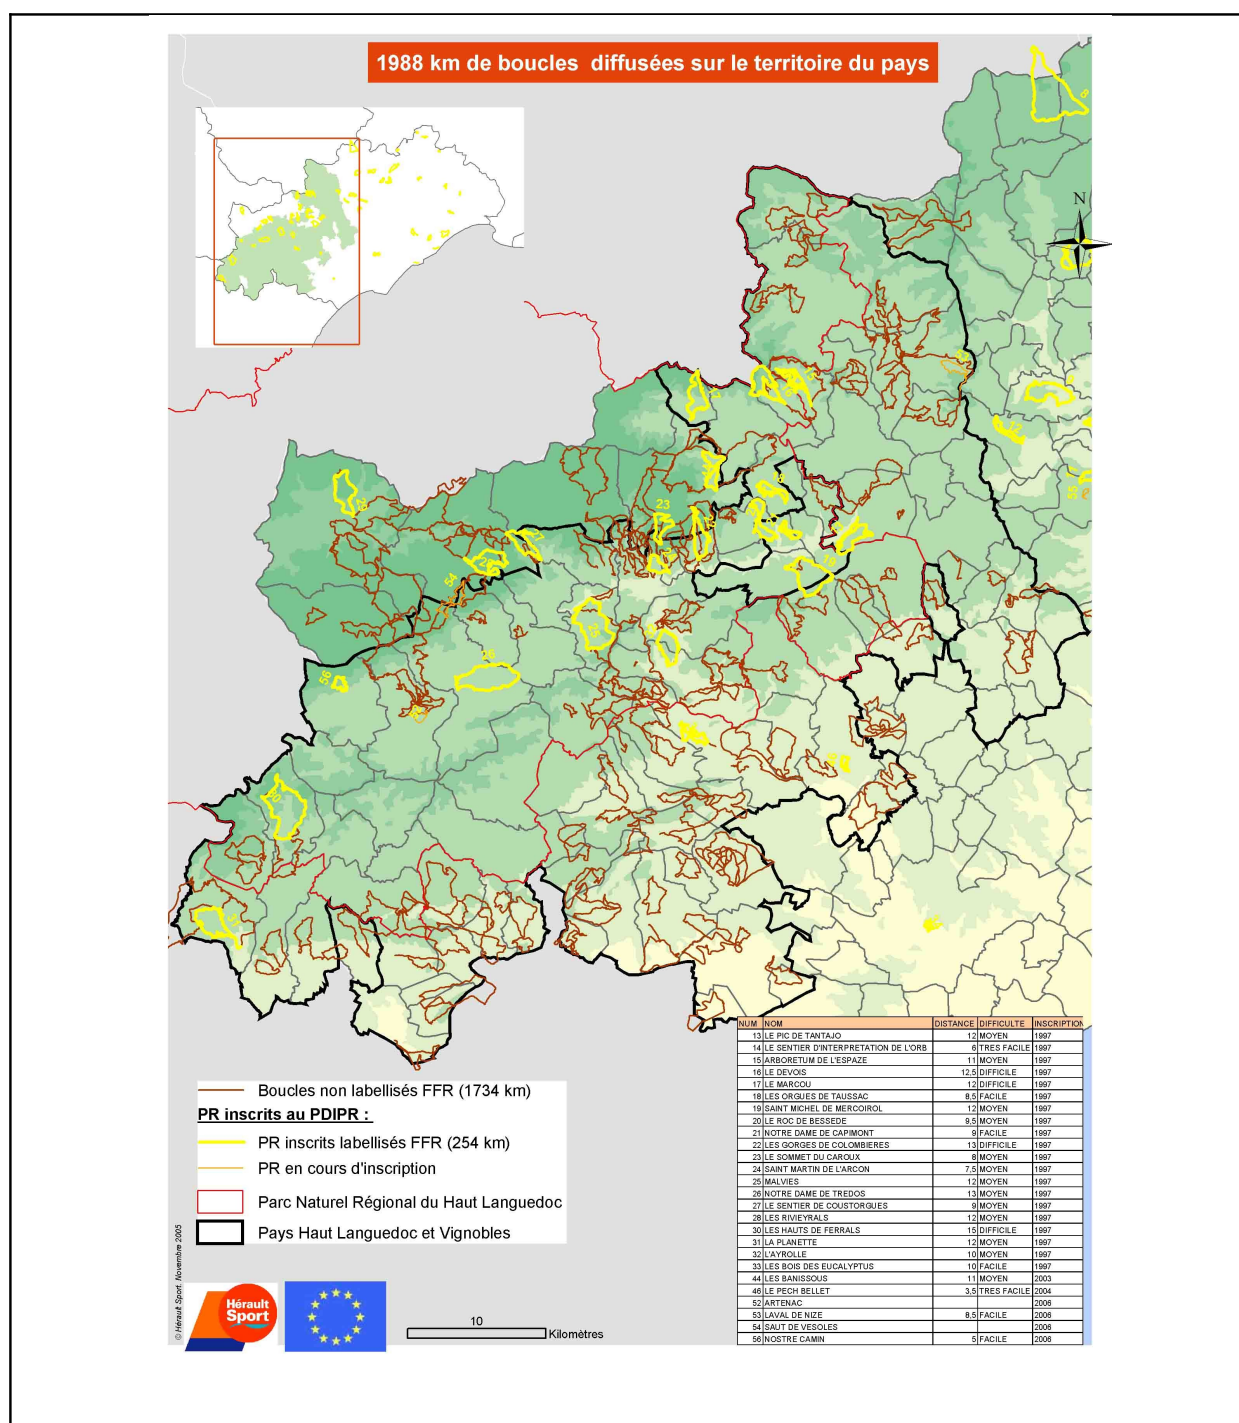 1988 km de boucles diffusées sur le territoire du pays
N
8
17
55
23
18
19
25
26
54
56
Boucles non labellisés FFR (1734 km)
PR inscrits au PDIPR :
PR inscrits labellisés FFR (254 km)
PR en cours d'inscription
Parc Naturel Régional du Haut Languedoc
Pays Haut Languedoc et Vignobles
© Hérault Sport. Novembre 2005
Hérault
Sport
10
Kilomètres
NUM NOM DISTANCE DIFFICULTE INSCRIPTION
13 LE PIC DE TANTAJO 12 MOYEN 1997
14 LE SENTIER D'INTERPRETATION DE L'ORB 6 TRES FACILE 1997
15 ARBORETUM DE L'ESPAZE 11 MOYEN 1997
16 LE DEVOIS 12,5 DIFFICILE 1997
17 LE MARCOU 12 DIFFICILE 1997
18 LES ORGUES DE TAUSSAC 8,5 FACILE 1997
19 SAINT MICHEL DE MERCOIROL 12 MOYEN 1997
20 LE ROC DE BESSEDE 9,5 MOYEN 1997
21 NOTRE DAME DE CAPIMONT 9 FACILE 1997
22 LES GORGES DE COLOMBIERES 13 DIFFICILE 1997
23 LE SOMMET DU CAROUX 8 MOYEN 1997
24 SAINT MARTIN DE L'ARCON 7,5 MOYEN 1997
25 MALVIES 12 MOYEN 1997
26 NOTRE DAME DE TREDOS 13 MOYEN 1997
27 LE SENTIER DE COUSTORGUES 9 MOYEN 1997
28 LES RIVIEYRALS 12 MOYEN 1997
30 LES HAUTS DE FERRALS 15 DIFFICILE 1997
31 LA PLANETTE 12 MOYEN 1997
32 L'AYROLLE 10 MOYEN 1997
33 LES BOIS DES EUCALYPTUS 10 FACILE 1997
44 LES BANISSOUS 11 MOYEN 2003
46 LE PECH BELLET 3,5 TRES FACILE 2004
52 ARTENAC 2006
53 LAVAL DE NIZE 8,5 FACILE 2006
54 SAUT DE VESOLES 2006
56 NOSTRE CAMIN 5 FACILE 2006